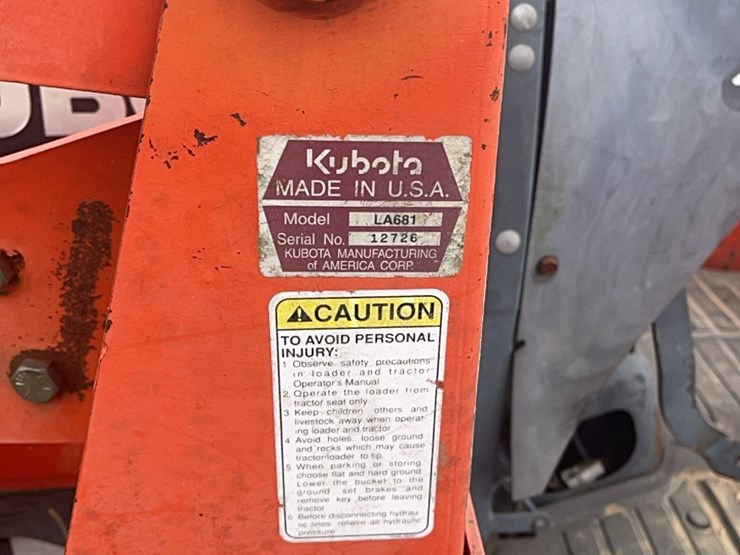 Kubota
MADE IN U.S.A.
Model LA681
Serial No. 12726
KUBOTA MANUFACTURING
of AMERICA CORP.
CAUTION
TO AVOID PERSONAL
INJURY:
1 Observe safety precautions
in loader and tractor
Operator's Manual
2. Operate the loader from
tractor seat only
3. Keep children others and
livestock away when operat-
ing loader and tractor
4 Avoid holes loose ground
and rocks which may cause
tractor/loader to tip
5 When parking or storing
choose flat and hard ground
Lower the bucket to the
ground set brakes and
remove key before leaving
tractor
6 Before disconnecting hydrau-
lic lines relieve all hydraulic
pressure